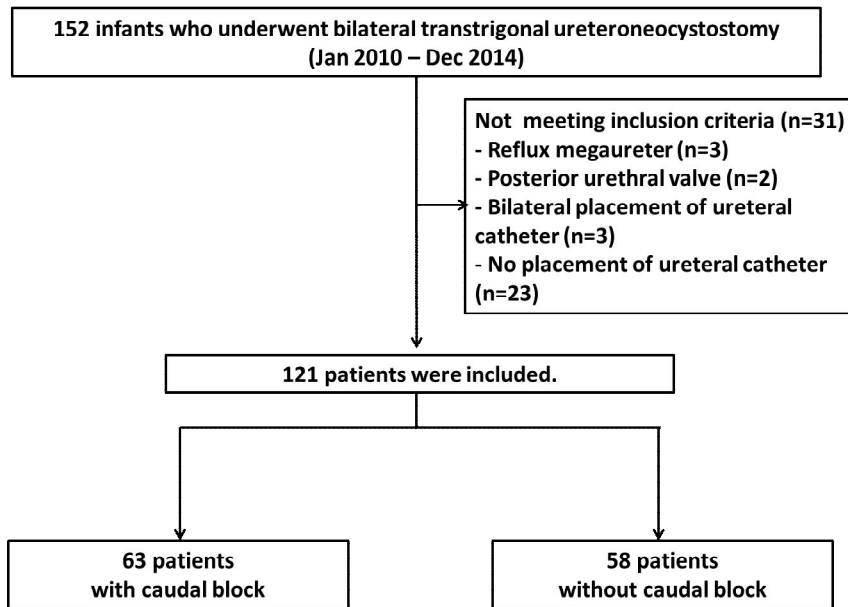 152 infants who underwent bilateral transtrigonal ureteroneocystostomy
(Jan 2010 – Dec 2014)
Not meeting inclusion criteria (n=31)
- Reflux megaureter (n=3)
- Posterior urethral valve (n=2)
- Bilateral placement of ureteral
catheter (n=3)
- No placement of ureteral catheter
(n=23)
121 patients were included.
63 patients
with caudal block
58 patients
without caudal block